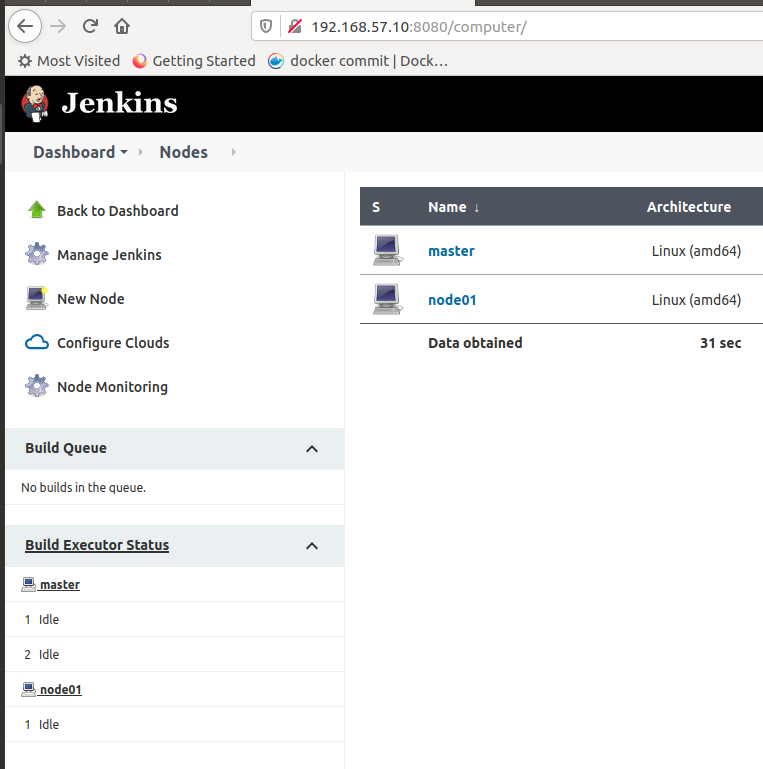 192.168.57.10:8080/computer/
Most Visited Getting Started docker commit | Dock…
Jenkins
Dashboard Nodes
Back to Dashboard
Manage Jenkins
New Node
Configure Clouds
Node Monitoring
Build Queue
No builds in the queue.
Build Executor Status
master
1 Idle
2 Idle
node01
1 Idle
S Name ↓ Architecture
master Linux (amd64)
node01 Linux (amd64)
Data obtained 31 sec